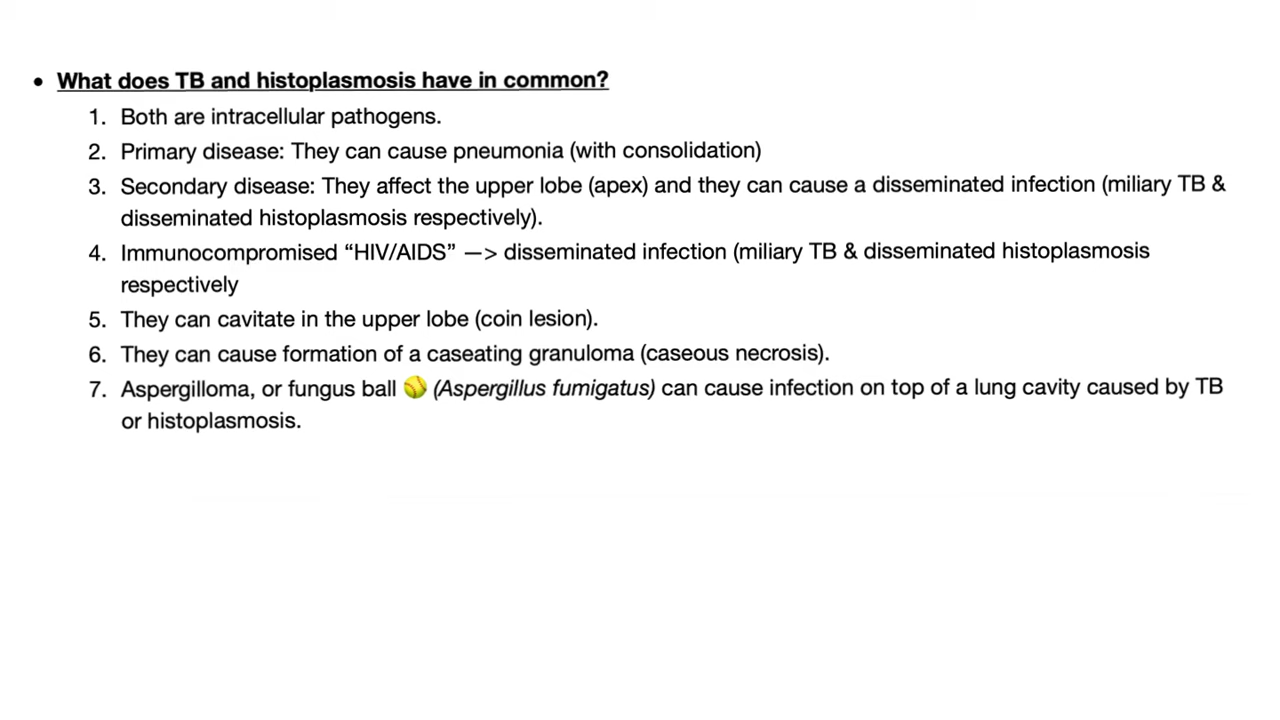 • What does TB and histoplasmosis have in common?
1. Both are intracellular pathogens.
2. Primary disease: They can cause pneumonia (with consolidation)
3. Secondary disease: They affect the upper lobe (apex) and they can cause a disseminated infection (miliary TB &
disseminated histoplasmosis respectively).
4. Immunocompromised “HIV/AIDS” —> disseminated infection (miliary TB & disseminated histoplasmosis
respectively
5. They can cavitate in the upper lobe (coin lesion).
6. They can cause formation of a caseating granuloma (caseous necrosis).
7. Aspergilloma, or fungus ball 🥎 (Aspergillus fumigatus) can cause infection on top of a lung cavity caused by TB
or histoplasmosis.